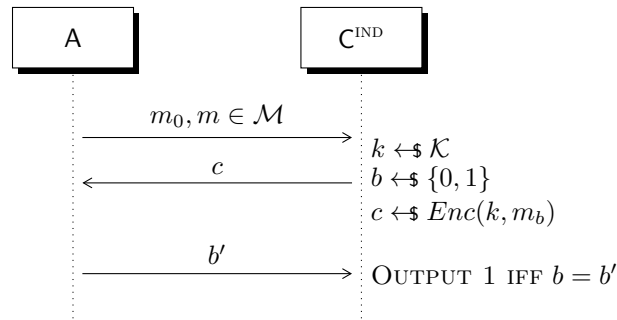 A
C^IND
m_0, m ∈ ℳ
k ←$ 𝒦
c
b ←$ {0, 1}
c ←$ Enc(k, m_b)
b′
OUTPUT 1 IFF b = b′